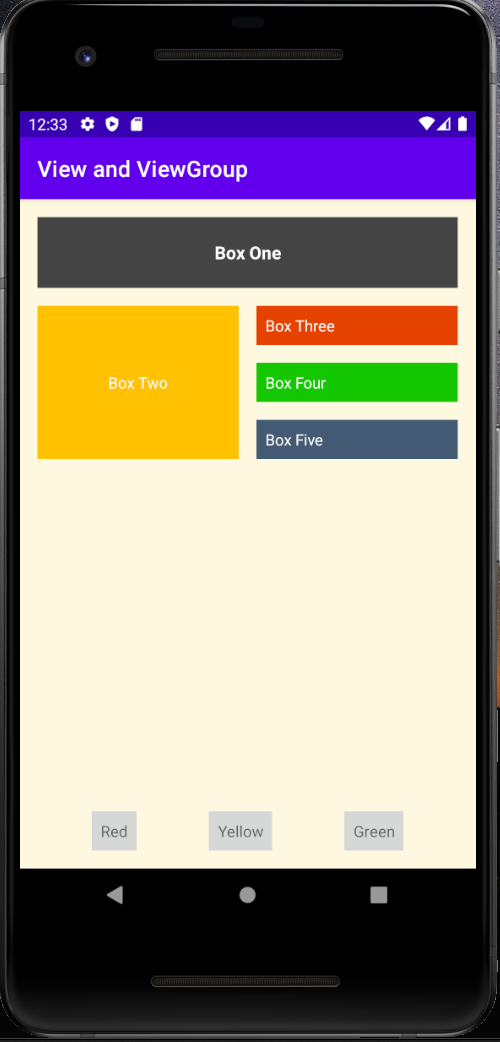 12:33
View and ViewGroup
Box One
Box Two
Box Three
Box Four
Box Five
Red Yellow Green